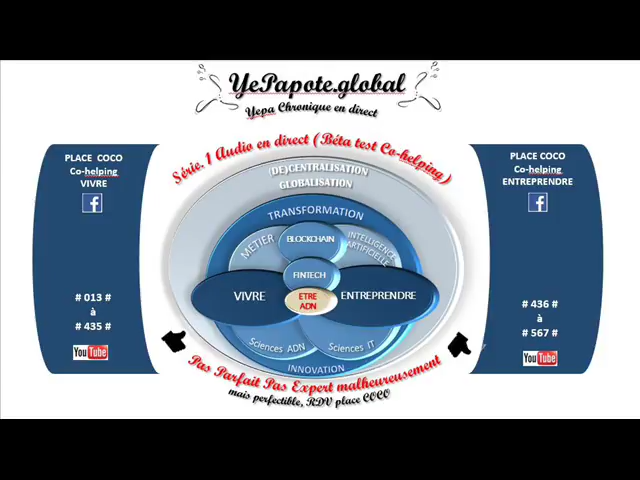 YePapote.global
Yepa Chronique en direct
Série. 1 Audio en direct ( Béta test Co-helping)
PLACE COCO
Co-helping
VIVRE
f
# 013 #
à
# 435 #
YouTube
(DE)CENTRALISATION
GLOBALISATION
TRANSFORMATION
METIER
BLOCKCHAIN
INTELLIGENCE
ARTIFICIELLE
FINTECH
VIVRE
ETRE
ADN
ENTREPRENDRE
Sciences ADN
Sciences IT
INNOVATION
Pas Parfait Pas Expert malheureusement
mais perfectible, RDV place COCO
PLACE COCO
Co-helping
ENTREPRENDRE
f
# 436 #
à
# 567 #
YouTube